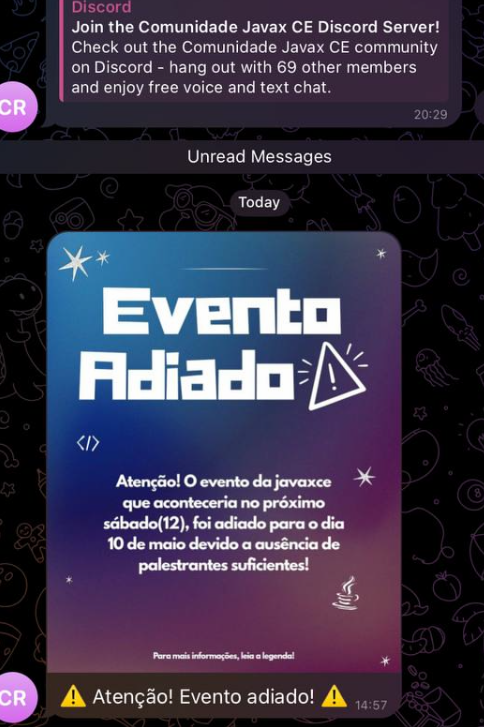 Discord
Join the Comunidade Javax CE Discord Server!
Check out the Comunidade Javax CE community
on Discord - hang out with 69 other members
and enjoy free voice and text chat.
CR
20:29
Unread Messages
Today
Evento
Adiado
</>
Atenção! O evento da javaxce
que aconteceria no próximo
sábado(12), foi adiado para o dia
10 de maio devido a ausência de
palestrantes suficientes!
Para mais informações, leia a legenda!
CR
⚠️ Atenção! Evento adiado! ⚠️
14:57